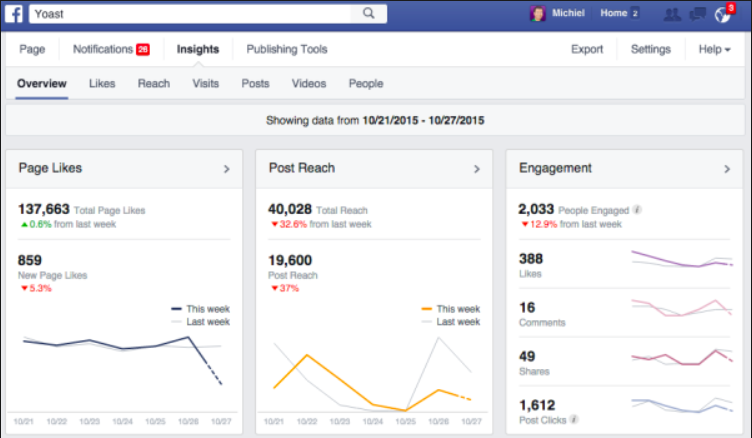 f Yoast Michiel Home 2 3
Page Notifications 26 Insights Publishing Tools Export Settings Help
Overview Likes Reach Visits Posts Videos People
Showing data from 10/21/2015 - 10/27/2015
Page Likes
137,663 Total Page Likes
0.6% from last week
859
New Page Likes
5.3%
This week
Last week
10/21 10/22 10/23 10/24 10/25 10/26 10/27
Post Reach
40,028 Total Reach
32.6% from last week
19,600
Post Reach
37%
This week
Last week
10/21 10/22 10/23 10/24 10/25 10/26 10/27
Engagement
2,033 People Engaged i
12.9% from last week
388
Likes
16
Comments
49
Shares
1,612
Post Clicks i